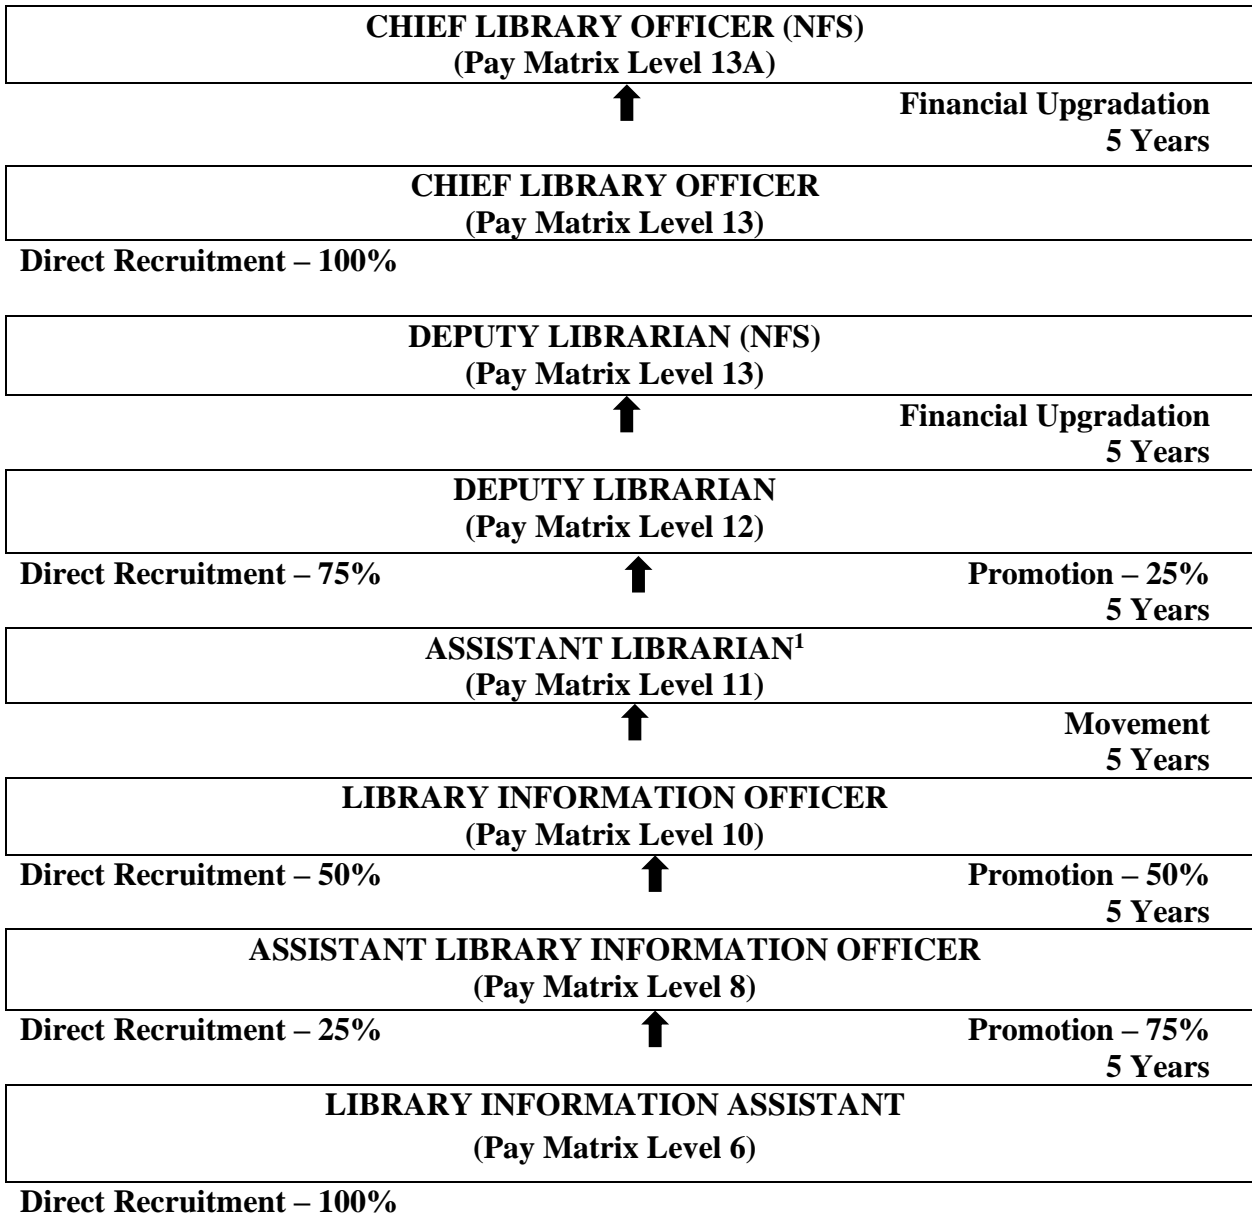 CHIEF LIBRARY OFFICER (NFS)
(Pay Matrix Level 13A)
Financial Upgradation
5 Years
CHIEF LIBRARY OFFICER
(Pay Matrix Level 13)
Direct Recruitment – 100%
DEPUTY LIBRARIAN (NFS)
(Pay Matrix Level 13)
Financial Upgradation
5 Years
DEPUTY LIBRARIAN
(Pay Matrix Level 12)
Direct Recruitment – 75% Promotion – 25%
5 Years
ASSISTANT LIBRARIAN¹
(Pay Matrix Level 11)
Movement
5 Years
LIBRARY INFORMATION OFFICER
(Pay Matrix Level 10)
Direct Recruitment – 50% Promotion – 50%
5 Years
ASSISTANT LIBRARY INFORMATION OFFICER
(Pay Matrix Level 8)
Direct Recruitment – 25% Promotion – 75%
5 Years
LIBRARY INFORMATION ASSISTANT
(Pay Matrix Level 6)
Direct Recruitment – 100%